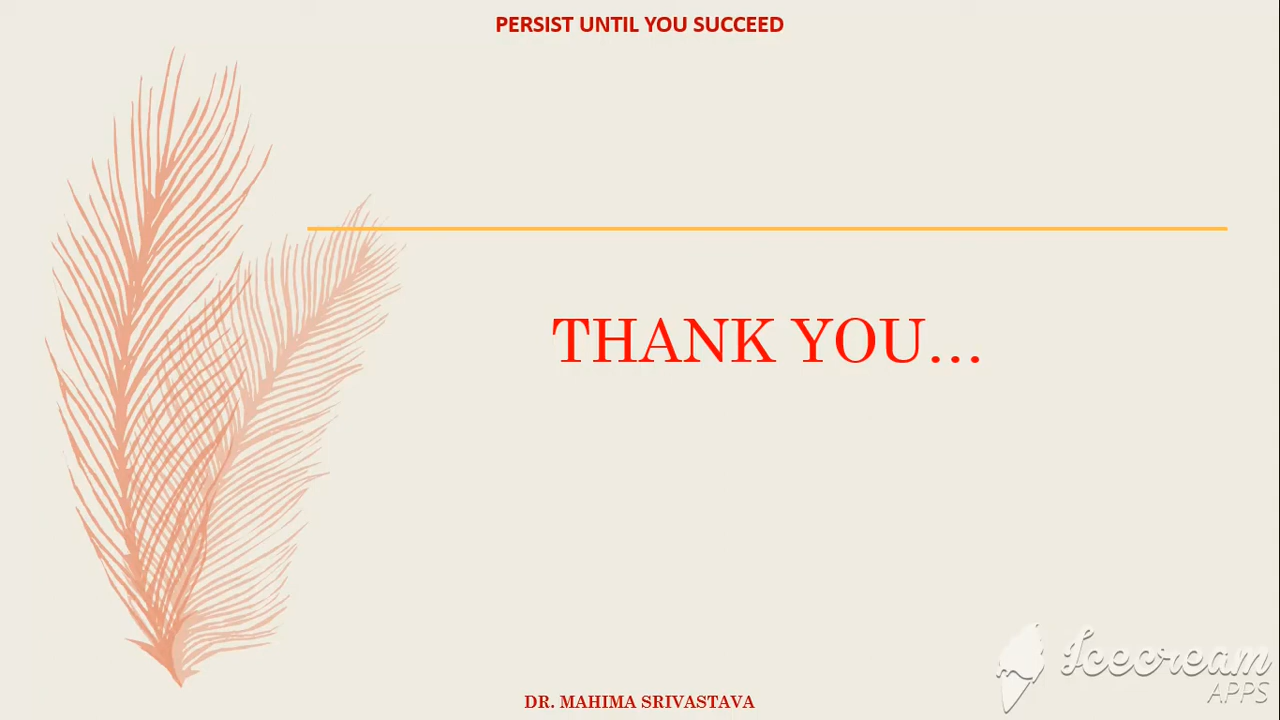 PERSIST UNTIL YOU SUCCEED
THANK YOU...
Icecream
APPS
DR. MAHIMA SRIVASTAVA